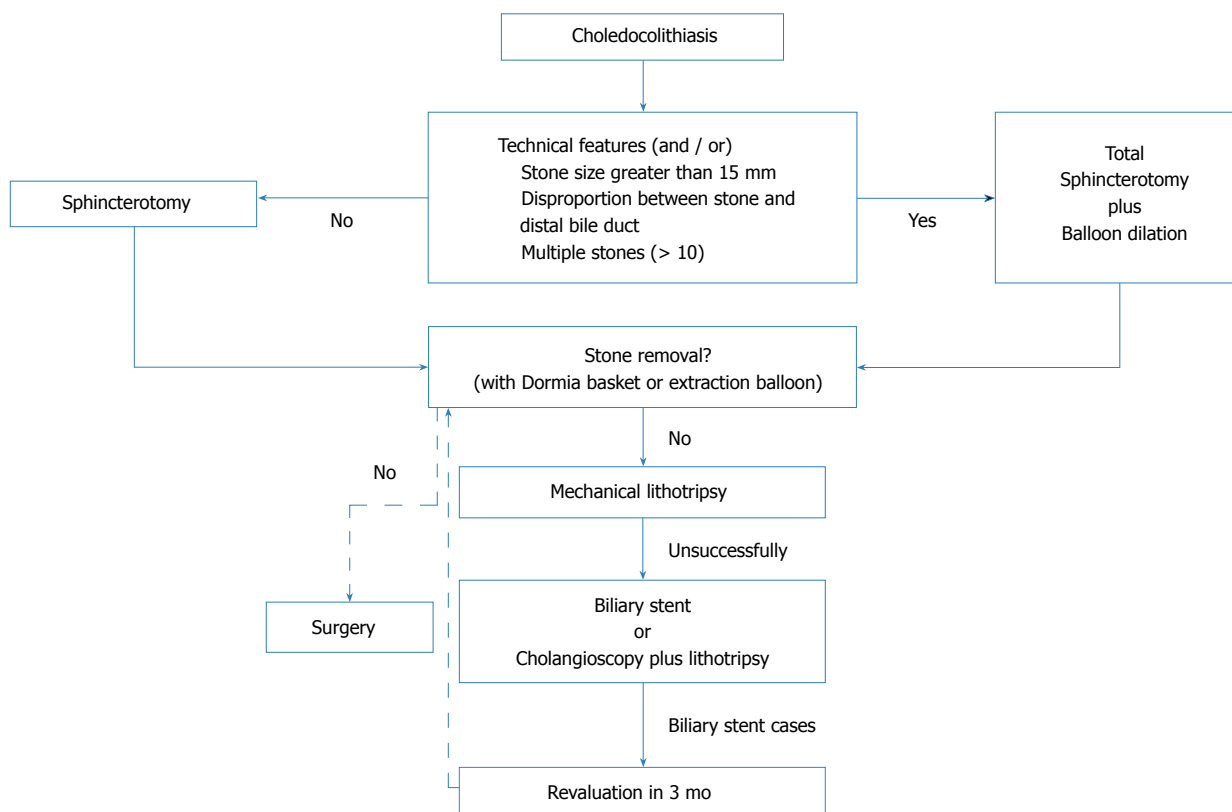 Choledocolithiasis
Technical features (and / or)
Stone size greater than 15 mm
Disproportion between stone and
distal bile duct
Multiple stones (> 10)
Sphincterotomy
No
Yes
Total
Sphincterotomy
plus
Balloon dilation
Stone removal?
(with Dormia basket or extraction balloon)
No
No
Mechanical lithotripsy
Unsuccessfully
Surgery
Biliary stent
or
Cholangioscopy plus lithotripsy
Biliary stent cases
Revaluation in 3 mo